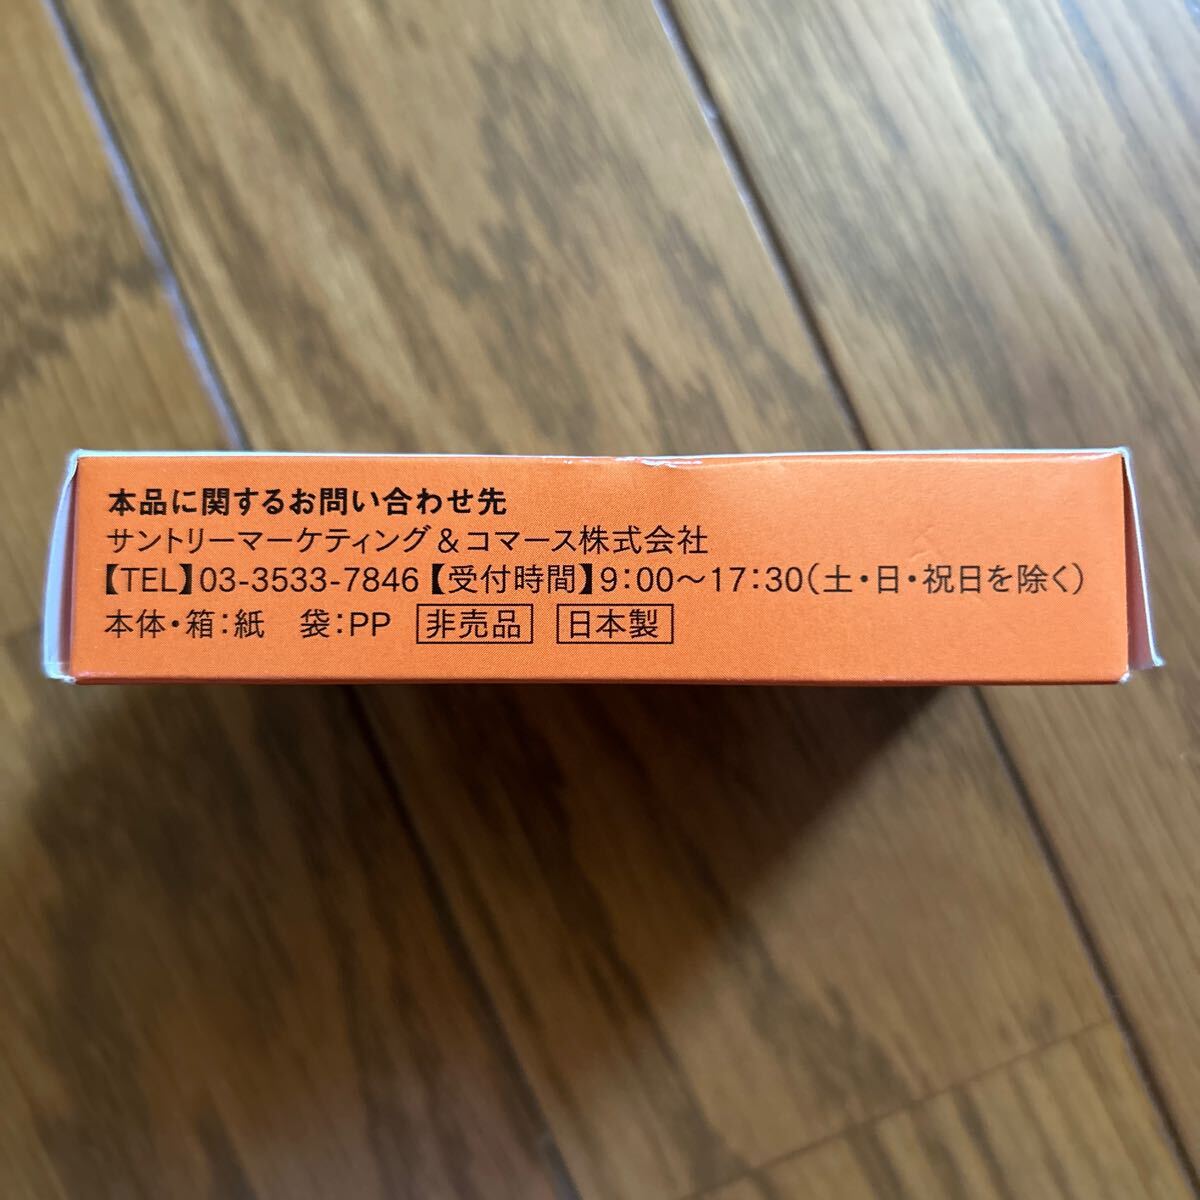 本品に関するお問い合わせ先
サントリーマーケティング＆コマース株式会社
【TEL】03-3533-7846【受付時間】9:00〜17:30(土・日・祝日を除く)
本体・箱:紙　袋:PP　非売品　日本製